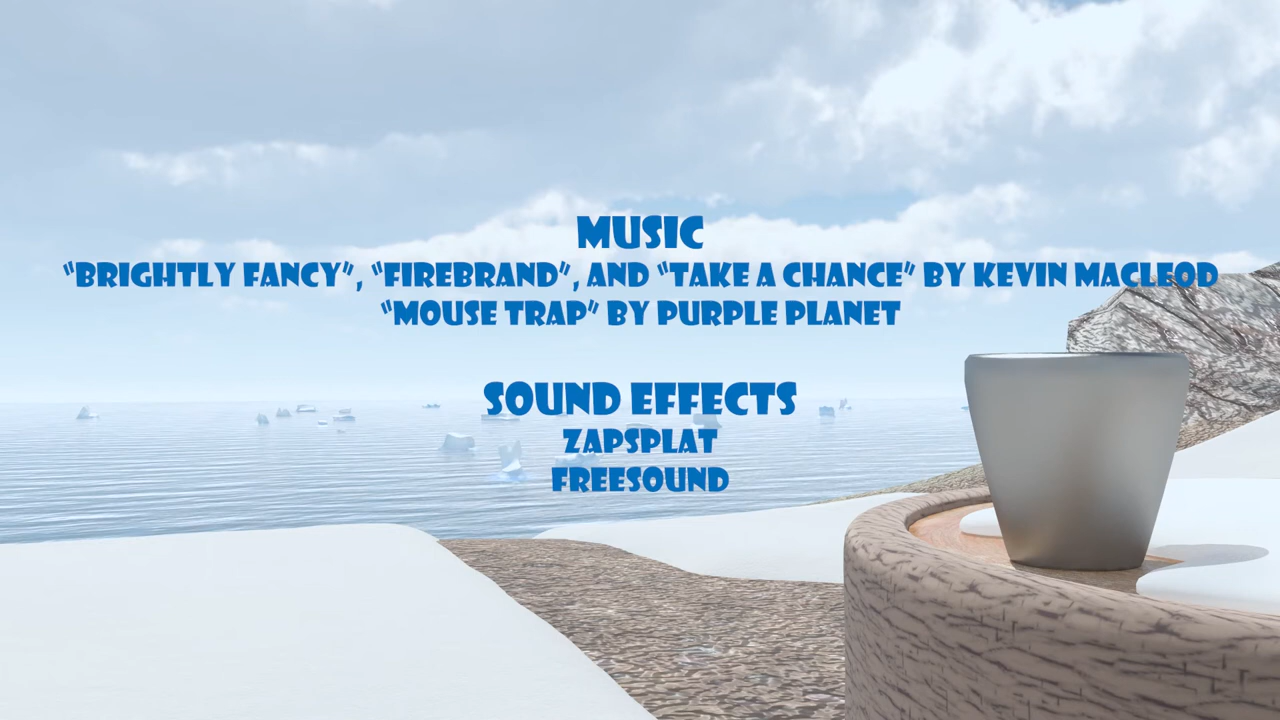 MUSIC
"BRIGHTLY FANCY", "FIREBRAND", AND "TAKE A CHANCE" BY KEVIN MACLEOD
"MOUSE TRAP" BY PURPLE PLANET
SOUND EFFECTS
ZAPSPLAT
FREESOUND